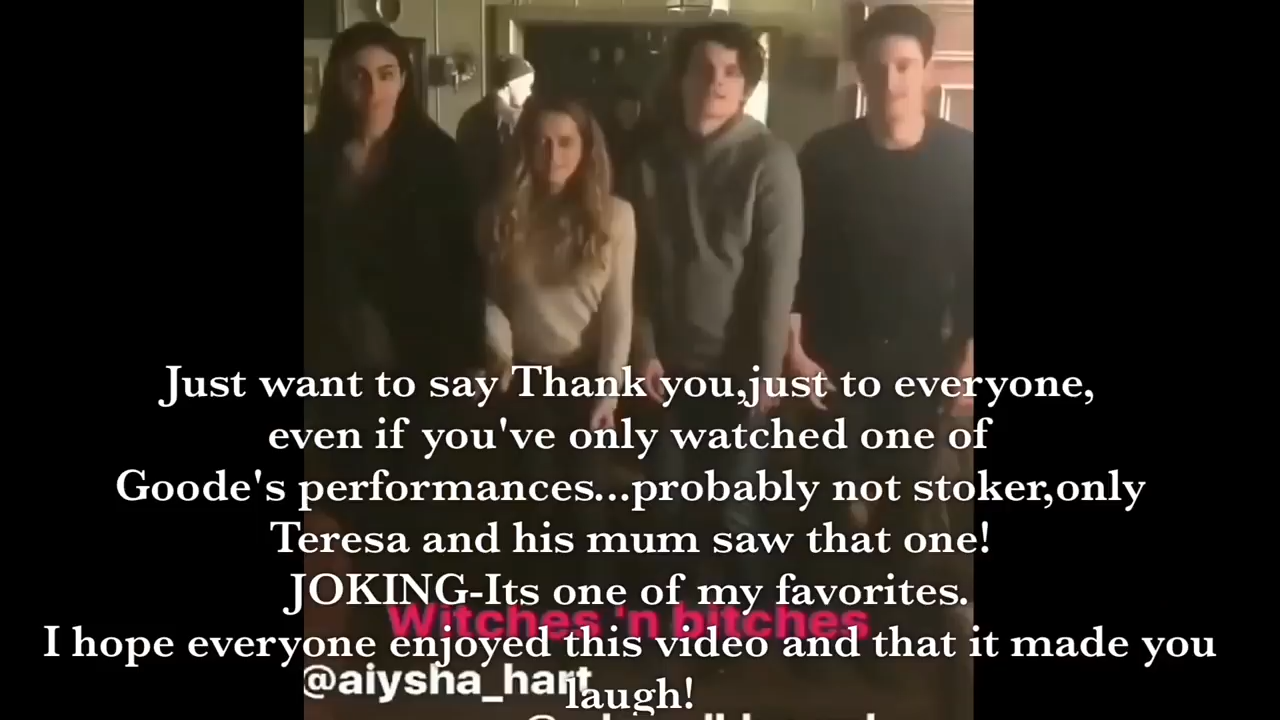 Just want to say Thank you,just to everyone,
even if you've only watched one of
Goode's performances...probably not stoker,only
Teresa and his mum saw that one!
JOKING-Its one of my favorites.
Witches 'n bitches
I hope everyone enjoyed this video and that it made you
@aiysha_hart
laugh!